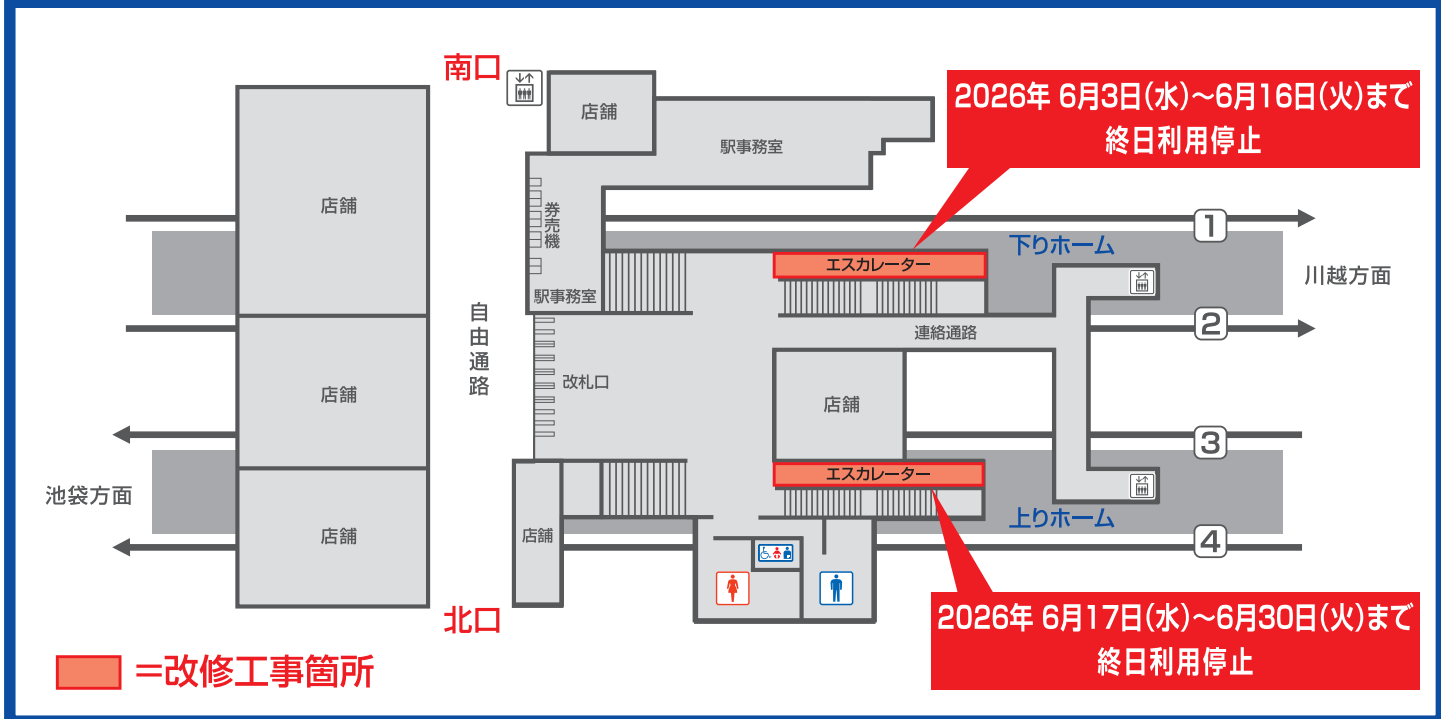 南口
店舗
駅事務室
2026年 6月3日(水)～6月16日(火)まで
終日利用停止
店舗
券売機
1
下りホーム
エスカレーター
川越方面
駅事務室
自由通路
2
連絡通路
改札口
店舗
店舗
3
エスカレーター
池袋方面
上りホーム
店舗
店舗
4
北口
2026年 6月17日(水)～6月30日(火)まで
終日利用停止
=改修工事箇所